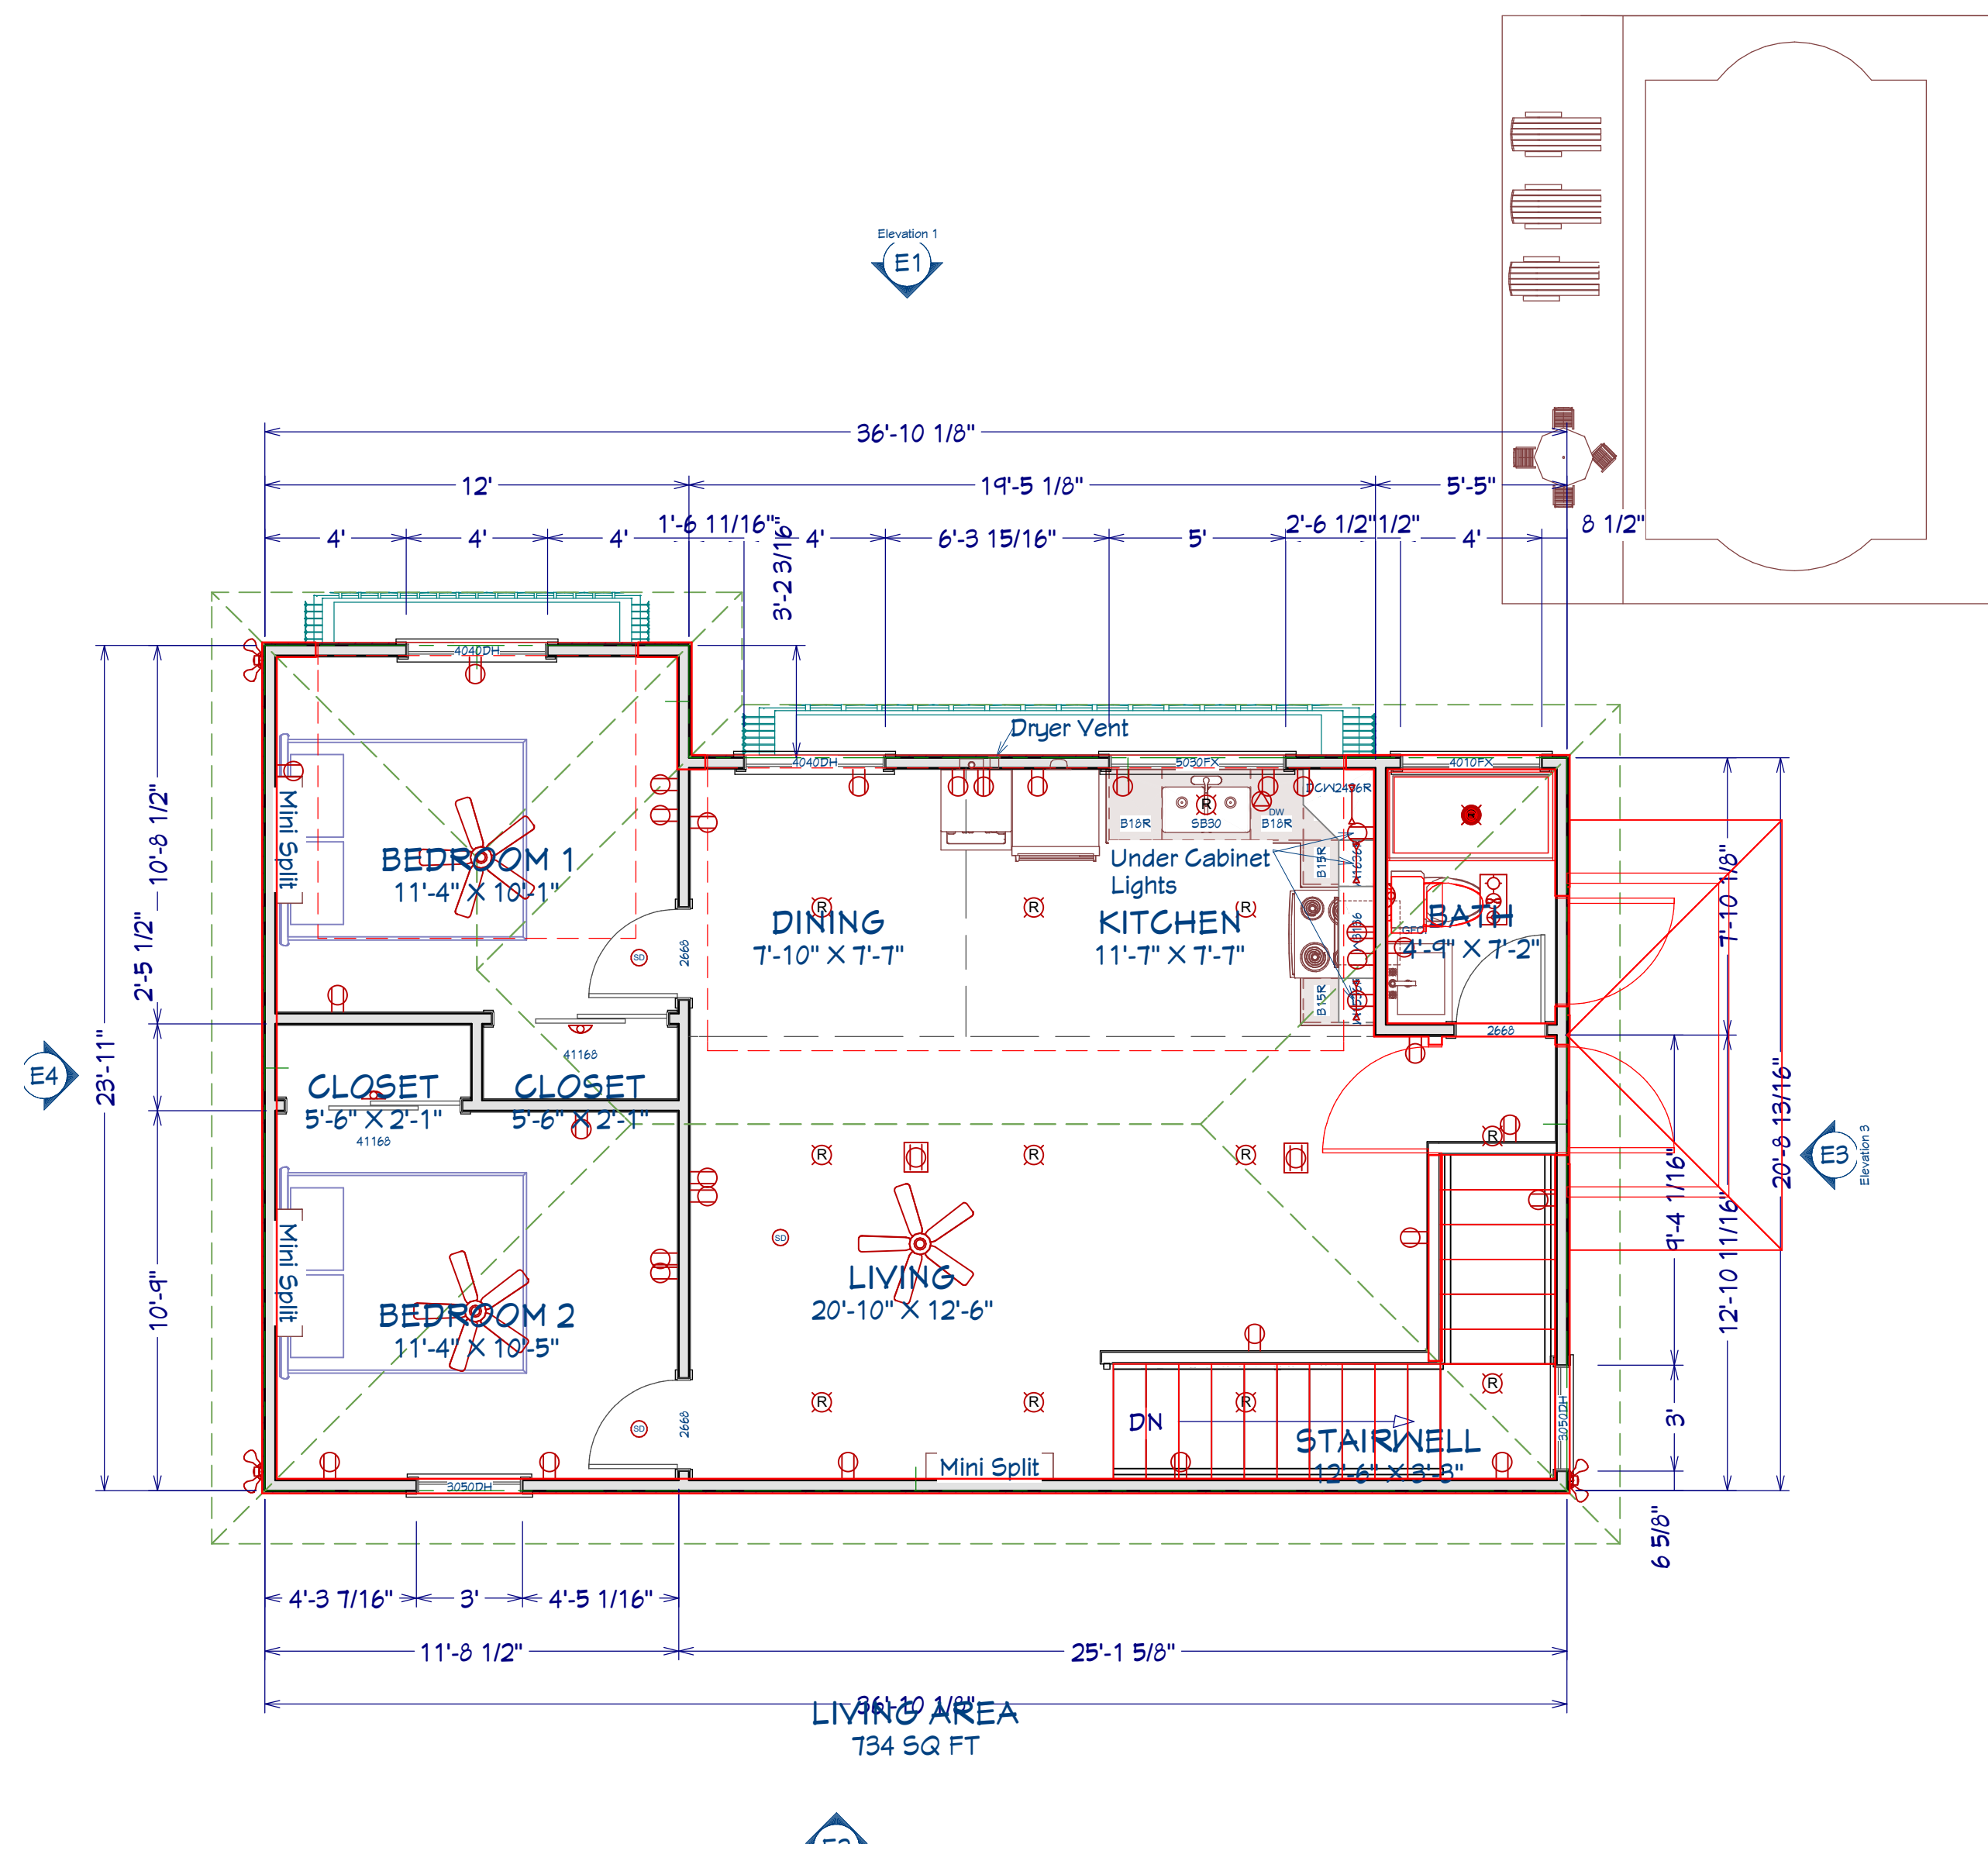 Elevation 1
E1
36'-10 1/8"
12'
19'-5 1/8"
5'-5"
4'
4'
4'
1'-6 11/16"
3'-2 3/16"
4'
6'-3 15/16"
5'
2'-6 1/2"
1/2"
4'
8 1/2"
4040DH
Dryer Vent
4040DH
5030FX
4010FX
DCW2436R
Mini Split
BEDROOM 1
11'-4" X 10'-1"
B18R
SB30
DW
B18R
R
Under Cabinet
Lights
B15R
DINING
7'-10" X 7'-7"
R
R
R
KITCHEN
11'-7" X 7'-7"
BATH
4'-9" X 7'-2"
GFCI
B15R
SD
2668
2668
10'-8 1/2"
2'-5 1/2"
23'-11"
10'-9"
7'-10 1/8"
20'-8 13/16"
9'-4 1/16"
12'-10 11/16"
3'
6 5/8"
E4
E3
Elevation 3
41168
CLOSET
5'-6" X 2'-1"
CLOSET
5'-6" X 2'-1"
41168
R
R
R
R
Mini Split
BEDROOM 2
11'-4" X 10'-5"
SD
LIVING
20'-10" X 12'-6"
SD
2668
R
R
R
R
DN
STAIRWELL
12'-6" X 3'-3"
3050DH
Mini Split
3050DH
4'-3 7/16"
3'
4'-5 1/16"
11'-8 1/2"
25'-1 5/8"
36'-10 1/8"
LIVING AREA
734 SQ FT